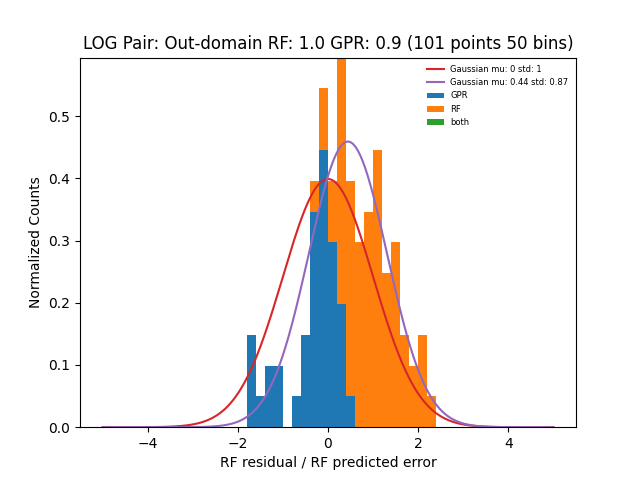 LOG Pair: Out-domain RF: 1.0 GPR: 0.9 (101 points 50 bins)
Gaussian mu: 0 std: 1
Gaussian mu: 0.44 std: 0.87
GPR
RF
both
Normalized Counts
0.5
0.4
0.3
0.2
0.1
0.0
−4
−2
0
2
4
RF residual / RF predicted error